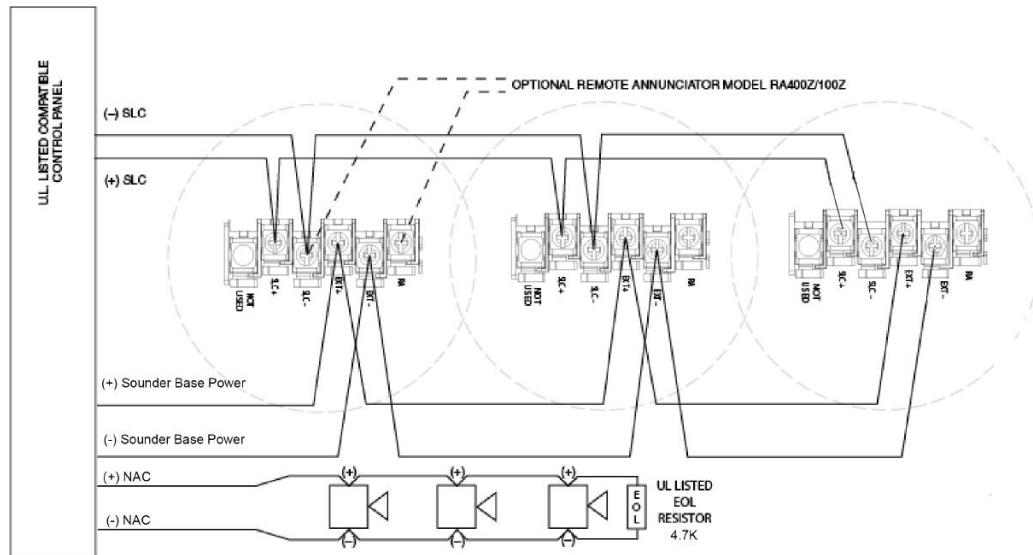 U.L. LISTED COMPATIBLE
CONTROL PANEL
OPTIONAL REMOTE ANNUNCIATOR MODEL RA400Z/100Z
(–) SLC
(+) SLC
NOT
USED
SLC +
SLC -
EXT +
EXT -
RA
NOT
USED
SLC +
SLC -
EXT +
EXT -
RA
NOT
USED
SLC +
SLC -
EXT +
EXT -
RA
(+) Sounder Base Power
(-) Sounder Base Power
(+) NAC
(-) NAC
(+)
(+)
(+)
(–)
(–)
(–)
EOL
UL LISTED
EOL
RESISTOR
4.7K